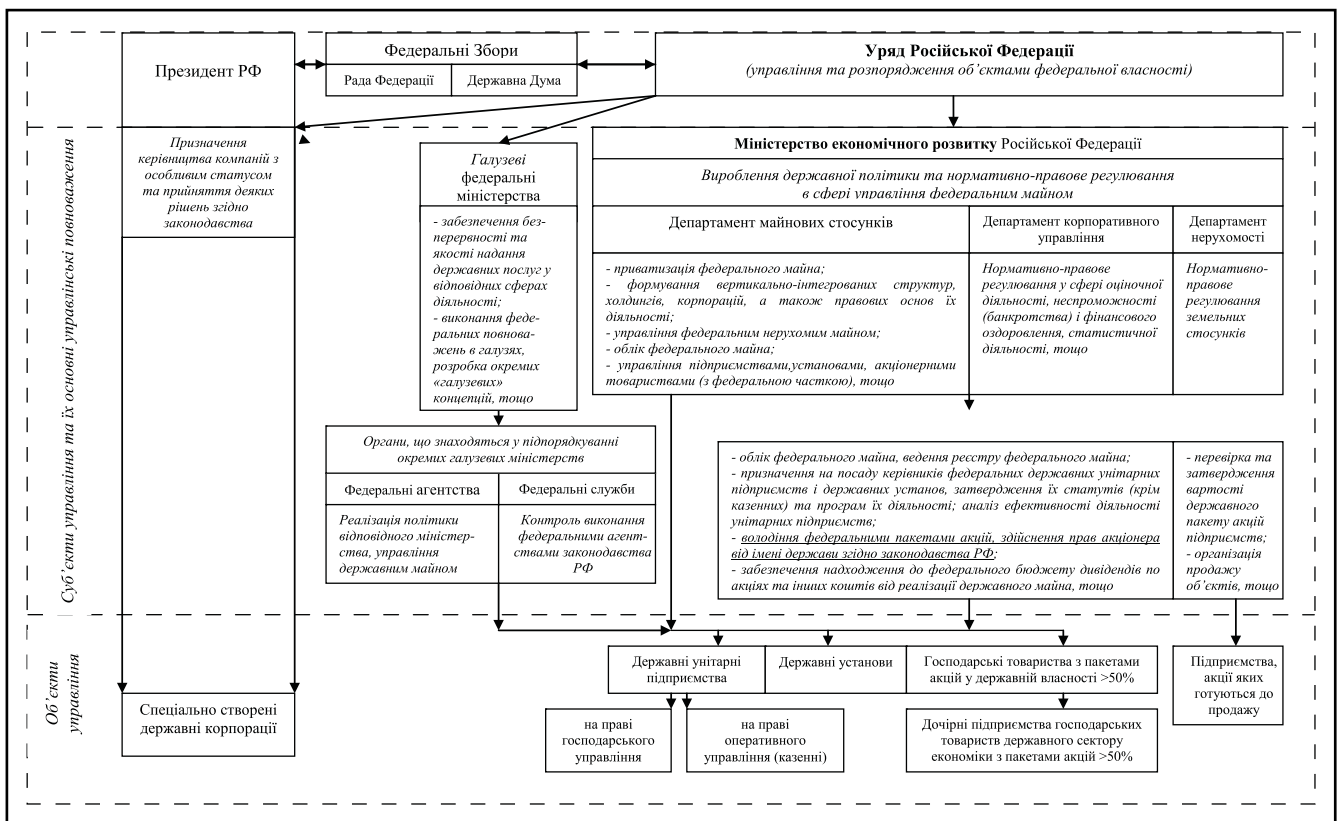 Президент РФ
Федеральні Збори
Рада Федерації
Державна Дума
Уряд Російської Федерації
(управління та розпорядження об’єктами федеральної власності)
Суб’єкти управління та їх основні управлінські повноваження
Призначення
керівництва компаній з
особливим статусом
та прийняття деяких
рішень згідно
законодавства
Галузеві
федеральні
міністерства
- забезпечення без-
перервності та
якості надання
державних послуг у
відповідних сферах
діяльності;
- виконання феде-
ральних повнова-
жень в галузях,
розробка окремих
«галузевих»
концепцій, тощо
Міністерство економічного розвитку Російської Федерації
Вироблення державної політики та нормативно-правове регулювання
в сфері управління федеральним майном
Департамент майнових стосунків
- приватизація федерального майна;
- формування вертикально-інтегрованих структур,
холдингів, корпорацій, а також правових основ їх
діяльності;
- управління федеральним нерухомим майном;
- облік федерального майна;
- управління підприємствами,установами, акціонерними
товариствами (з федеральною часткою), тощо
Департамент корпоративного
управління
Нормативно-правове
регулювання у сфері оціночної
діяльності, неспроможності
(банкротства) і фінансового
оздоровлення, статистичної
діяльності, тощо
Департамент
нерухомості
Нормативно-
правове
регулювання
земельних
стосунків
Органи, що знаходяться у підпорядкуванні
окремих галузевих міністерств
Федеральні агентства
Федеральні служби
Реалізація політики
відповідного міністер-
ства, управління
державним майном
Контроль виконання
федеральними агент-
ствами законодавства
РФ
- облік федерального майна, ведення реєстру федерального майна;
- призначення на посаду керівників федеральних державних унітарних
підприємств і державних установ, затвердження їх статутів (крім
казенних) та програм їх діяльності; аналіз ефективності діяльності
унітарних підприємств;
- володіння федеральними пакетами акцій, здійснення прав акціонера
від імені держави згідно законодавства РФ;
- забезпечення надходження до федерального бюджету дивідендів по
акціях та інших коштів від реалізації державного майна, тощо
- перевірка та
затвердження
вартості
державного
пакету акцій
підприємств;
- організація
продажу
об’єктів, тощо
Об’єкти
управління
Спеціально створені
державні корпорації
Державні унітарні
підприємства
Державні установи
Господарські товариства з пакетами
акцій у державній власності >50%
Підприємства,
акції яких
готуються до
продажу
на праві
господарського
управління
на праві
оперативного
управління (казенні)
Дочірні підприємства господарських
товариств державного сектору
економіки з пакетами акцій >50%